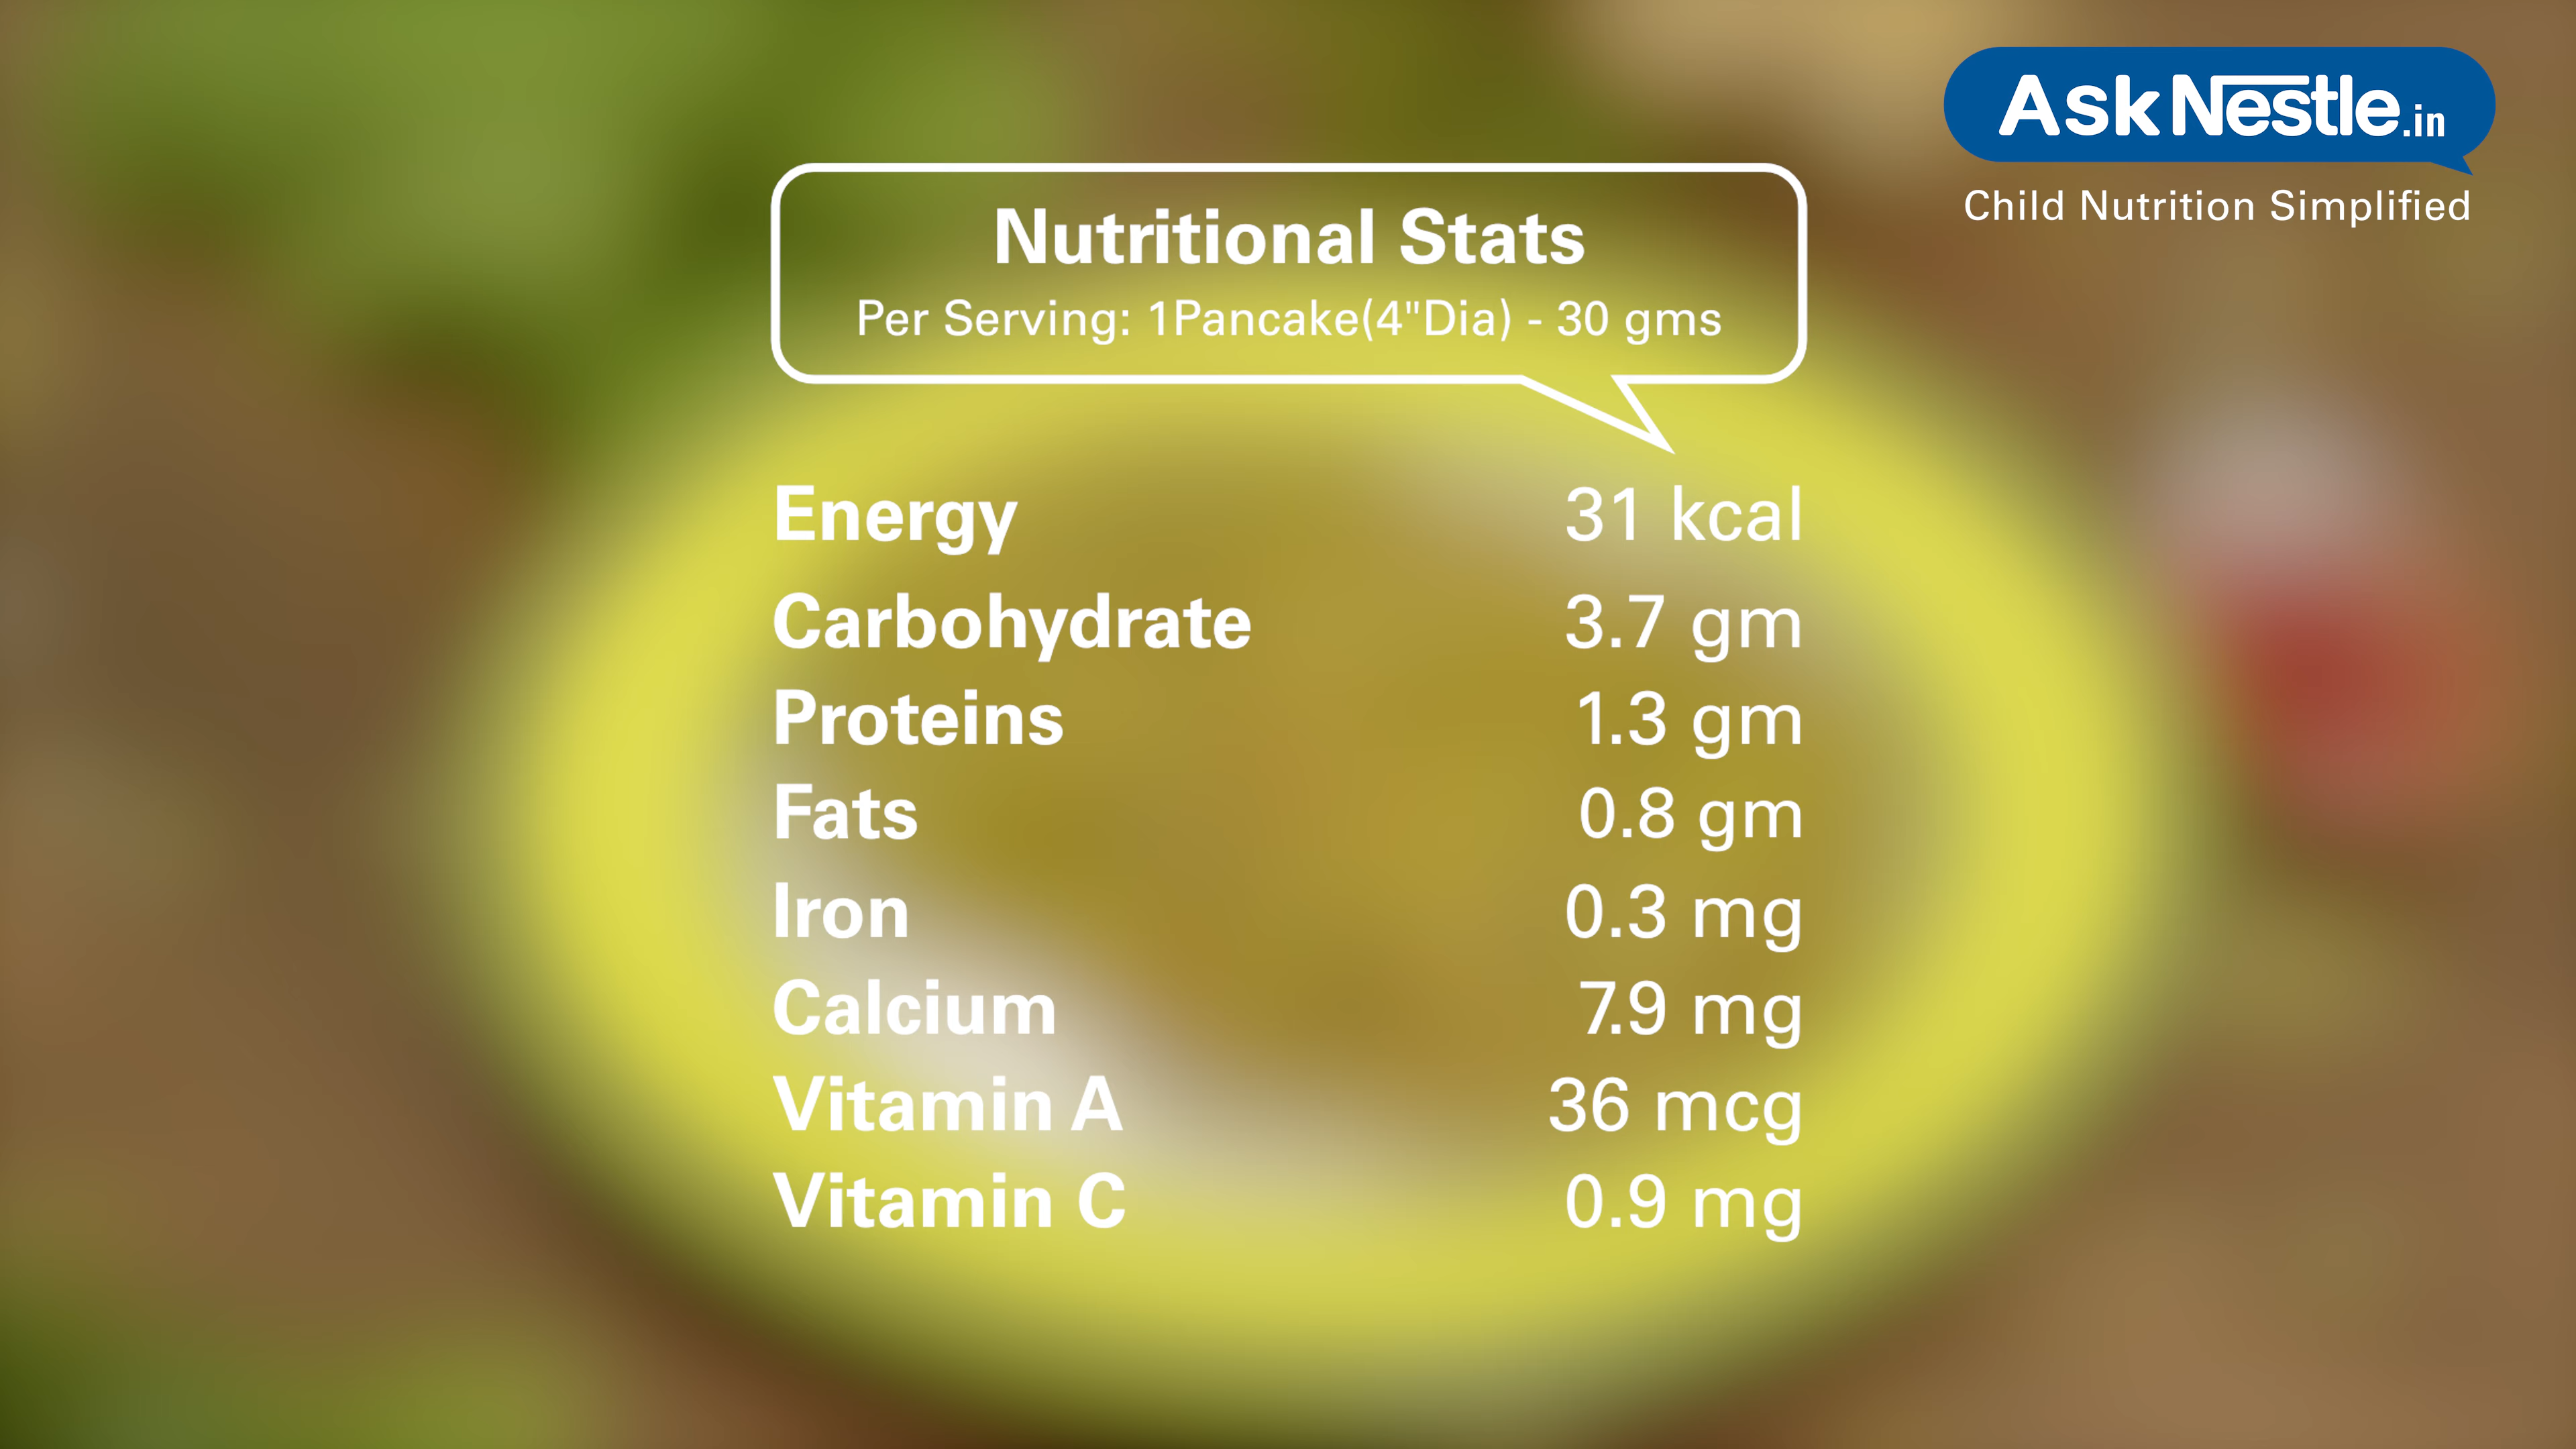 AskNestle.in
Child Nutrition Simplified
Nutritional Stats
Per Serving: 1Pancake(4"Dia) - 30 gms
Energy 31 kcal
Carbohydrate 3.7 gm
Proteins 1.3 gm
Fats 0.8 gm
Iron 0.3 mg
Calcium 7.9 mg
Vitamin A 36 mcg
Vitamin C 0.9 mg